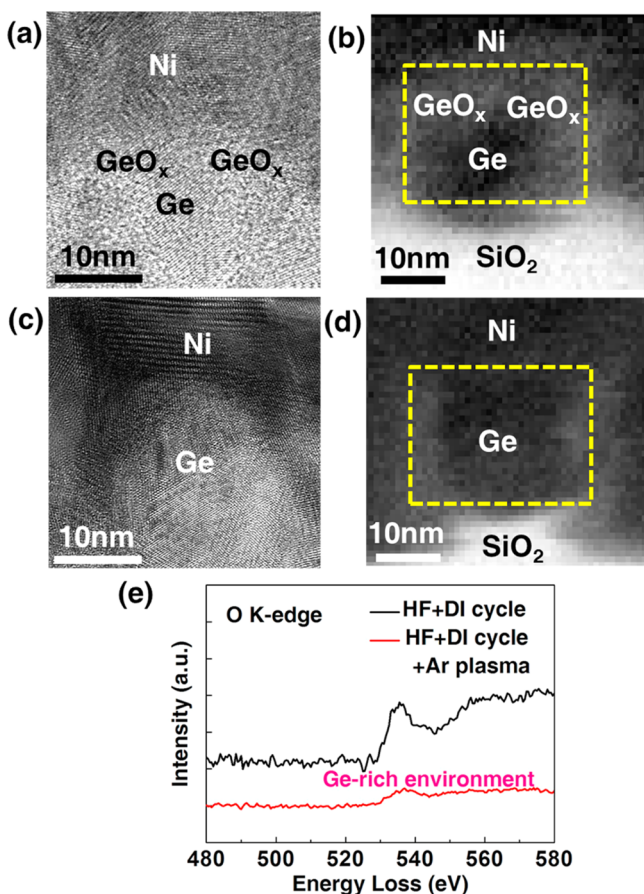 (a)
Ni
GeOx GeOx
Ge
10nm
(b)
Ni
GeOx GeOx
Ge
SiO2
10nm
(c)
Ni
Ge
10nm
(d)
Ni
Ge
10nm
SiO2
(e)
O K-edge
HF+DI cycle
HF+DI cycle
+Ar plasma
Ge-rich environment
Intensity (a.u.)
480 500 520 540 560 580
Energy Loss (eV)